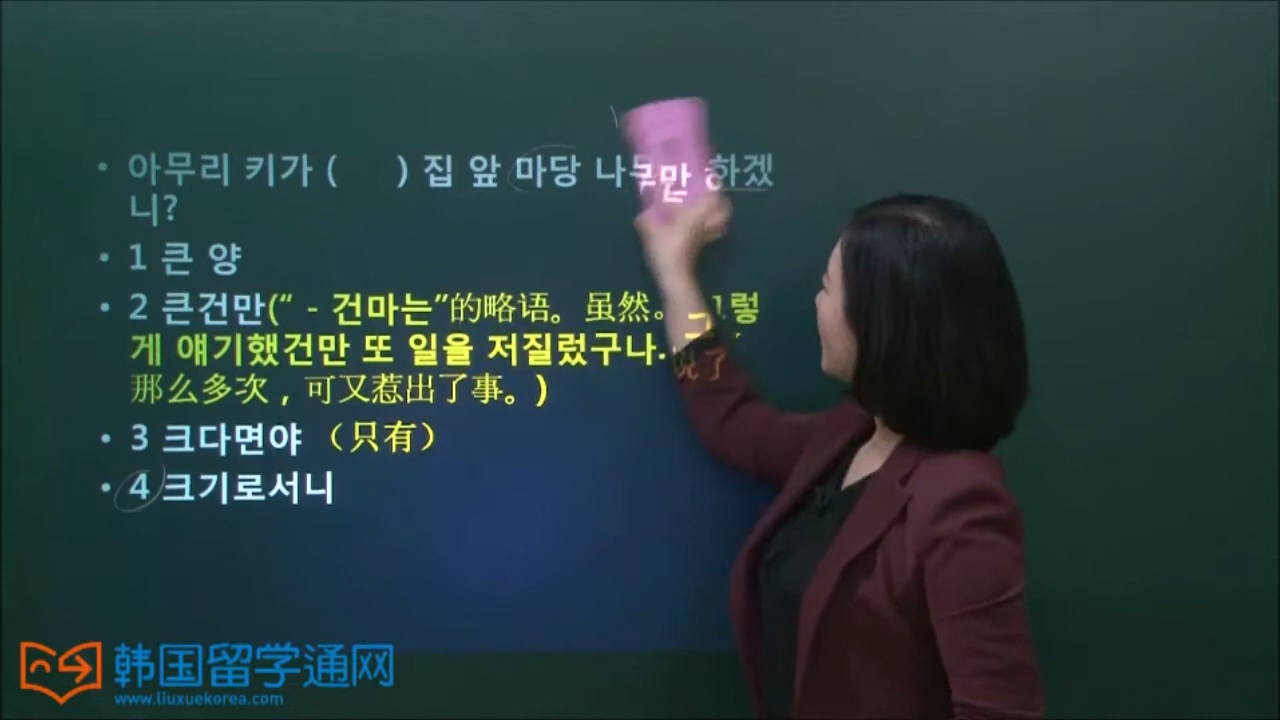 • 아무리 키가 ( ) 집 앞 마당 나무만 하겠
니?
• 1 큰 양
• 2 큰건만(“ - 건마는”的略语。虽然。 그렇
게 얘기했건만 또 일을 저질렀구나. 说了
那么多次，可又惹出了事。)
• 3 크다면야 （只有）
• 4 크기로서니
韩国留学通网
www.liuxuekorea.com